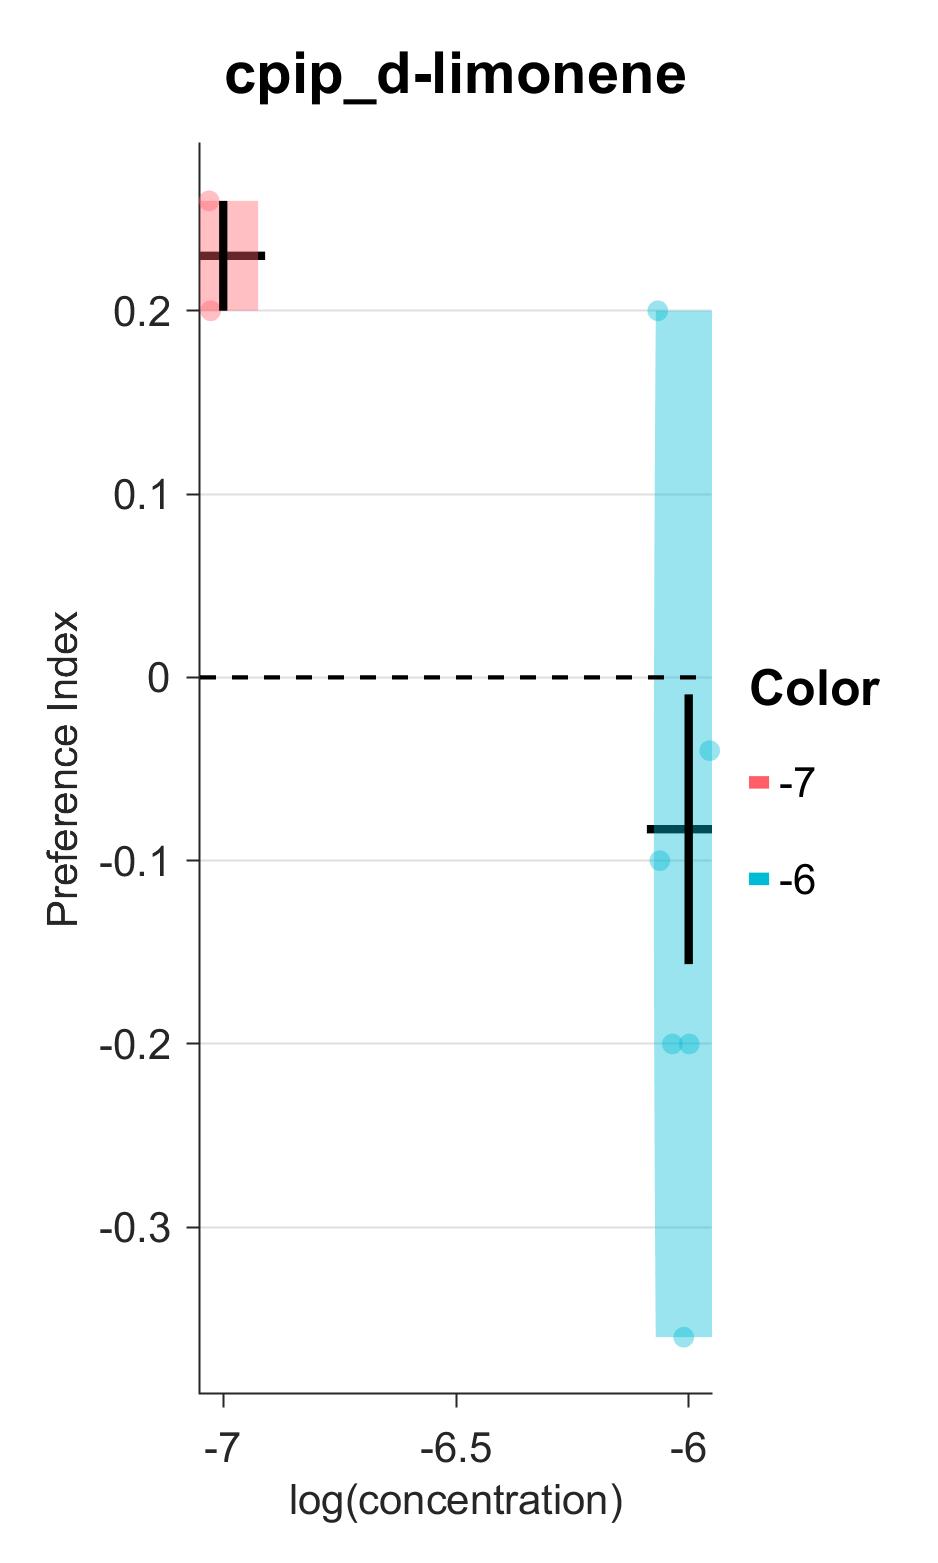 cpip_d-limonene
0.2
0.1
0
-0.1
-0.2
-0.3
Preference Index
-7
-6.5
-6
log(concentration)
Color
-7
-6